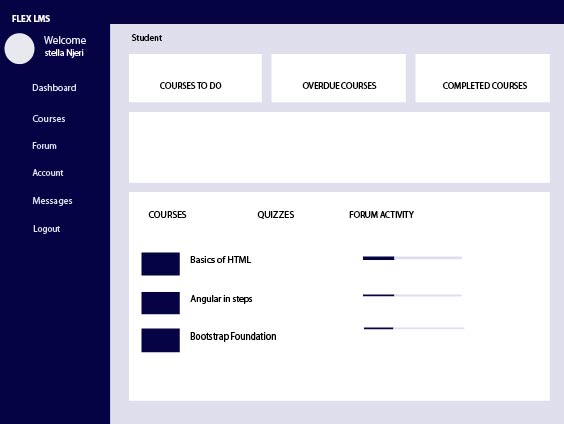 FLEX LMS
Welcome
stella Njeri
Dashboard
Courses
Forum
Account
Messages
Logout
Student
COURSES TO DO
OVERDUE COURSES
COMPLETED COURSES
COURSES
QUIZZES
FORUM ACTIVITY
Basics of HTML
Angular in steps
Bootstrap Foundation